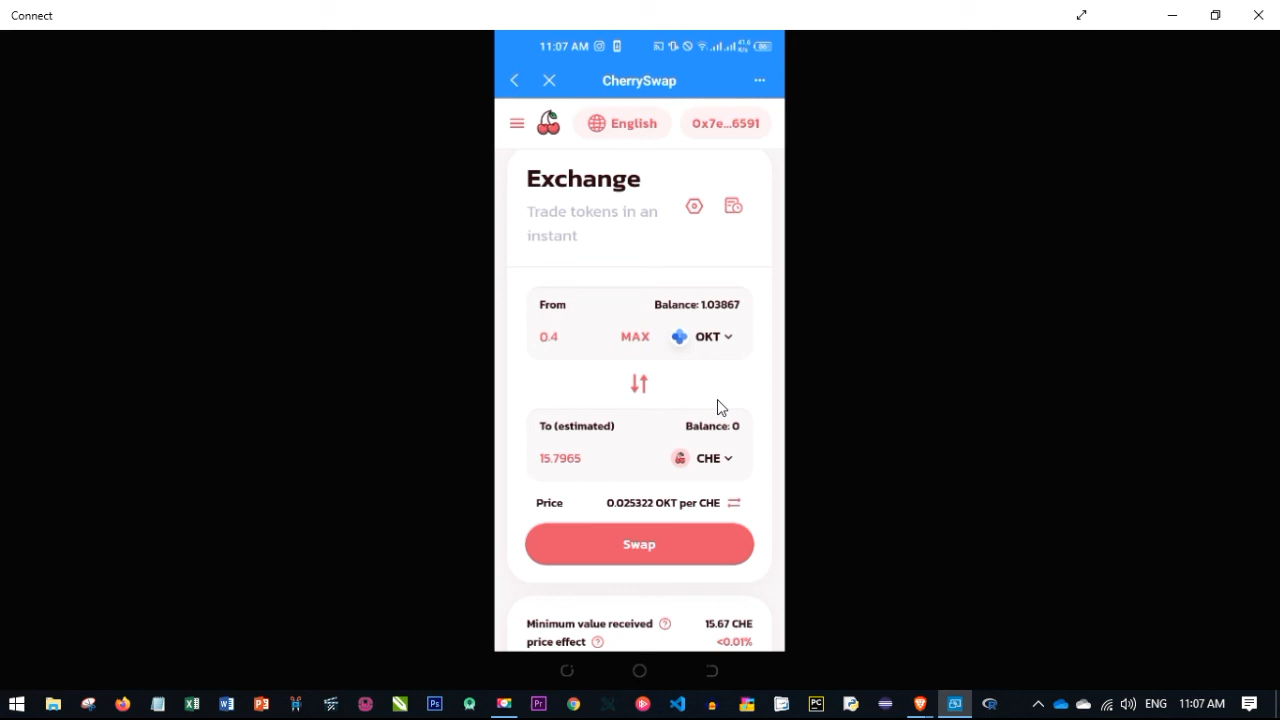 Connect
11:07 AM
CherrySwap
English
0x7e...6591
Exchange
Trade tokens in an
instant
From
Balance: 1.03867
0.4
MAX
OKT
To (estimated)
Balance: 0
15.7965
CHE
Price
0.025322 OKT per CHE
Swap
Minimum value received
15.67 CHE
price effect
<0.01%
ENG
11:07 AM